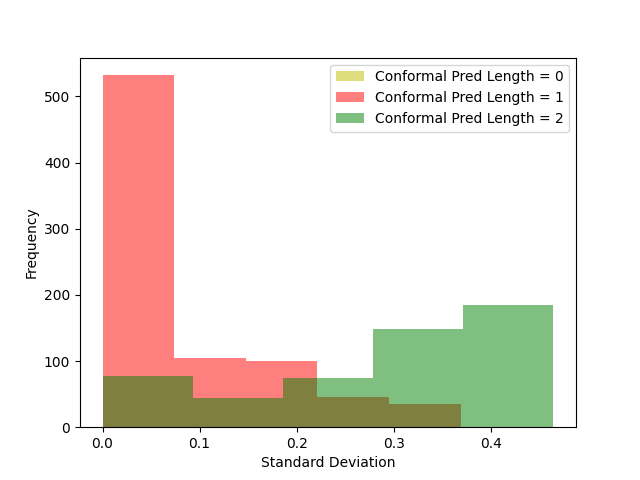 Conformal Pred Length = 0
Conformal Pred Length = 1
Conformal Pred Length = 2
500
400
300
200
100
0
Frequency
0.0 0.1 0.2 0.3 0.4
Standard Deviation